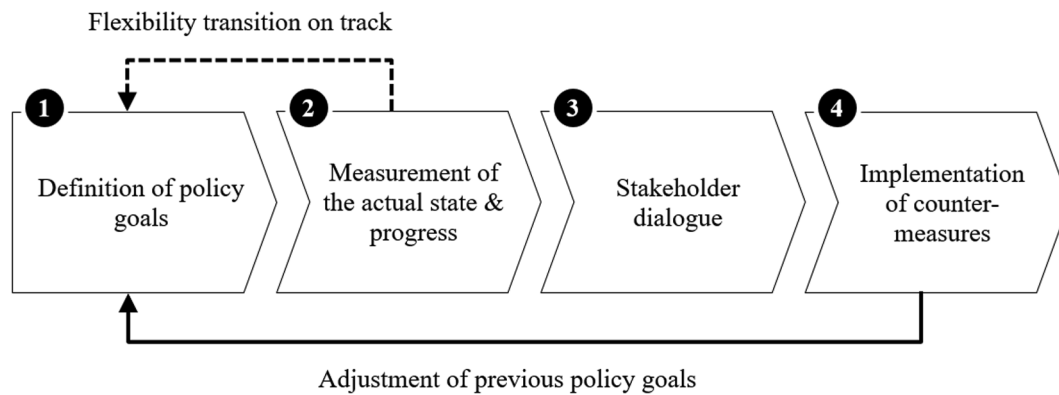 Flexibility transition on track
1
Definition of policy
goals
2
Measurement of
the actual state &
progress
3
Stakeholder
dialogue
4
Implementation
of counter-
measures
Adjustment of previous policy goals